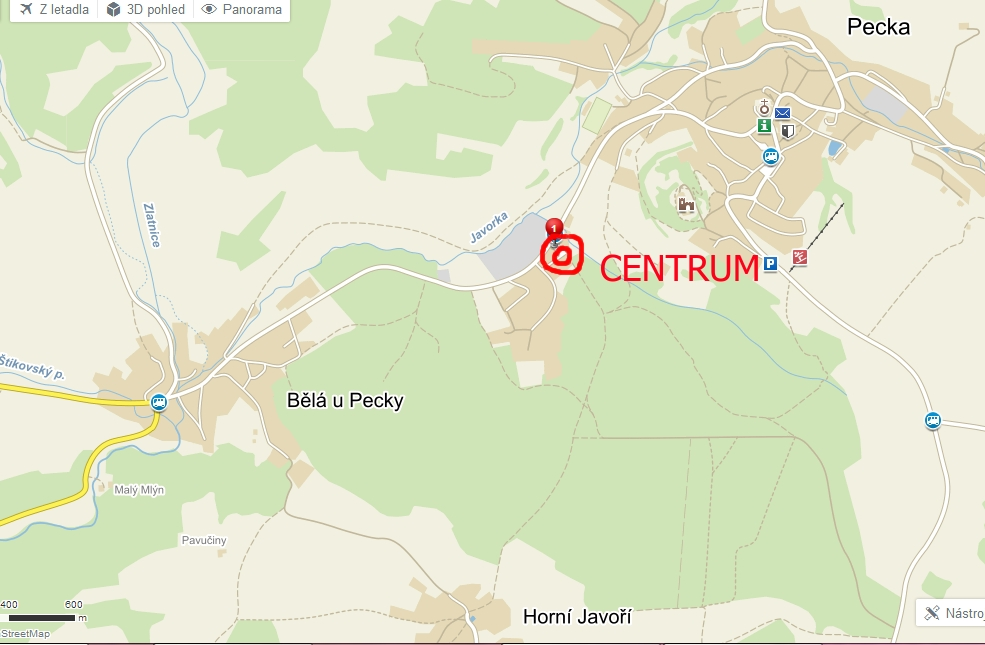 Z letadla
3D pohled
Panorama
Pecka
i
Zlatnice
Javorka
1
CENTRUM
P
Štikovský p.
Bělá u Pecky
Malý Mlýn
Pavučiny
400 600
m
Horní Javoří
Nástroj
StreetMap